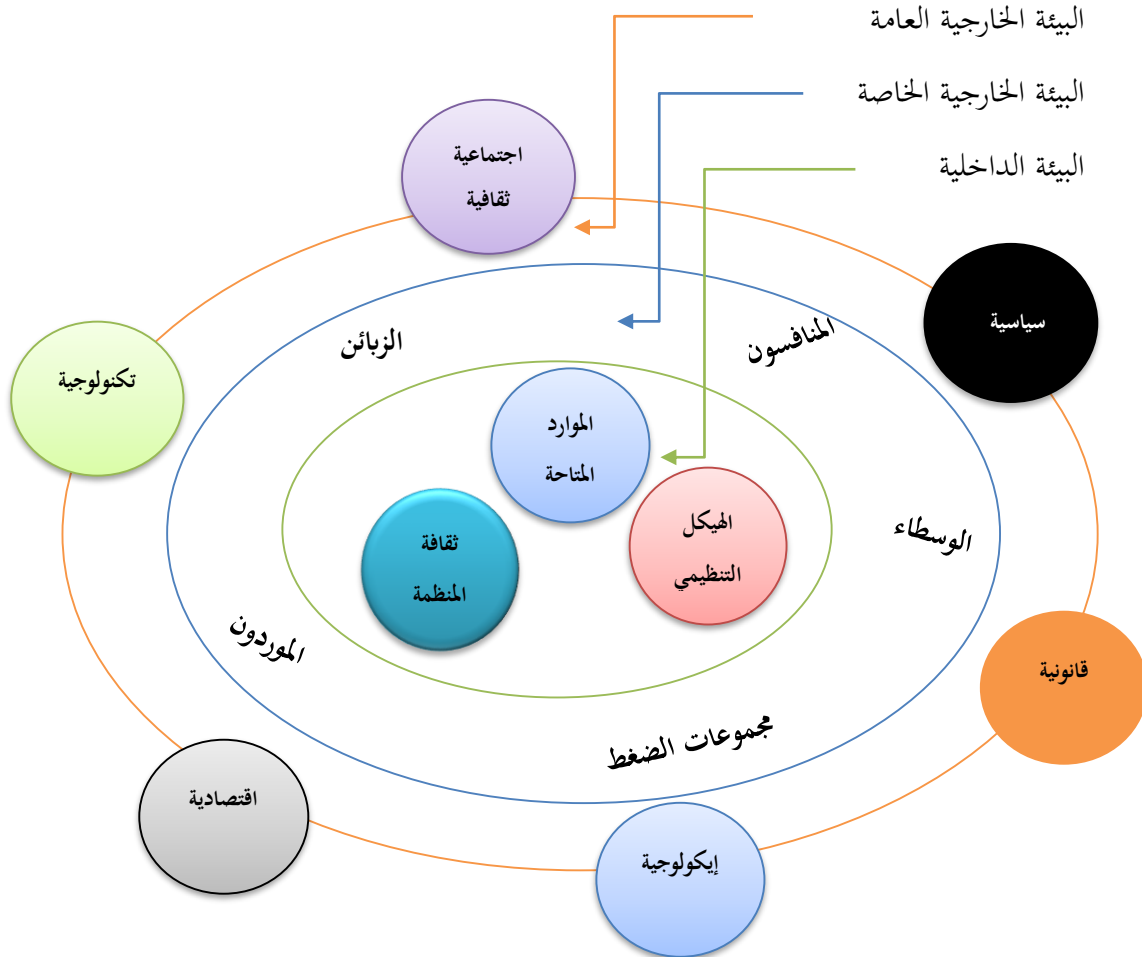 البيئة الخارجية العامة
البيئة الخارجية الخاصة
البيئة الداخلية
اجتماعية
ثقافية
سياسية
المنافسون
الزبائن
تكنولوجية
الموارد
المتاحة
الهيكل
التنظيمي
ثقافة
المنظمة
الوسطاء
الموردون
قانونية
مجموعات الضغط
اقتصادية
إيكولوجية